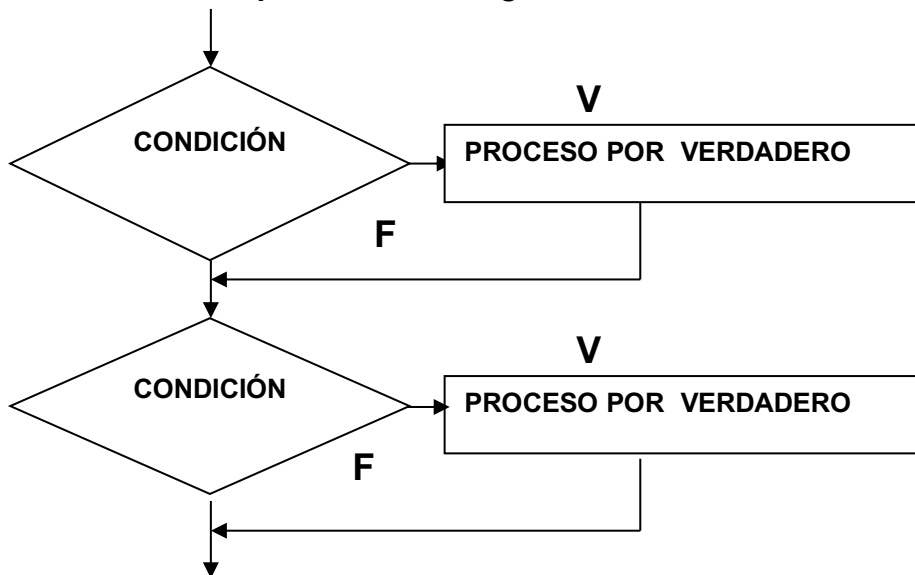 V
CONDICIÓN
PROCESO POR VERDADERO
F
V
CONDICIÓN
PROCESO POR VERDADERO
F